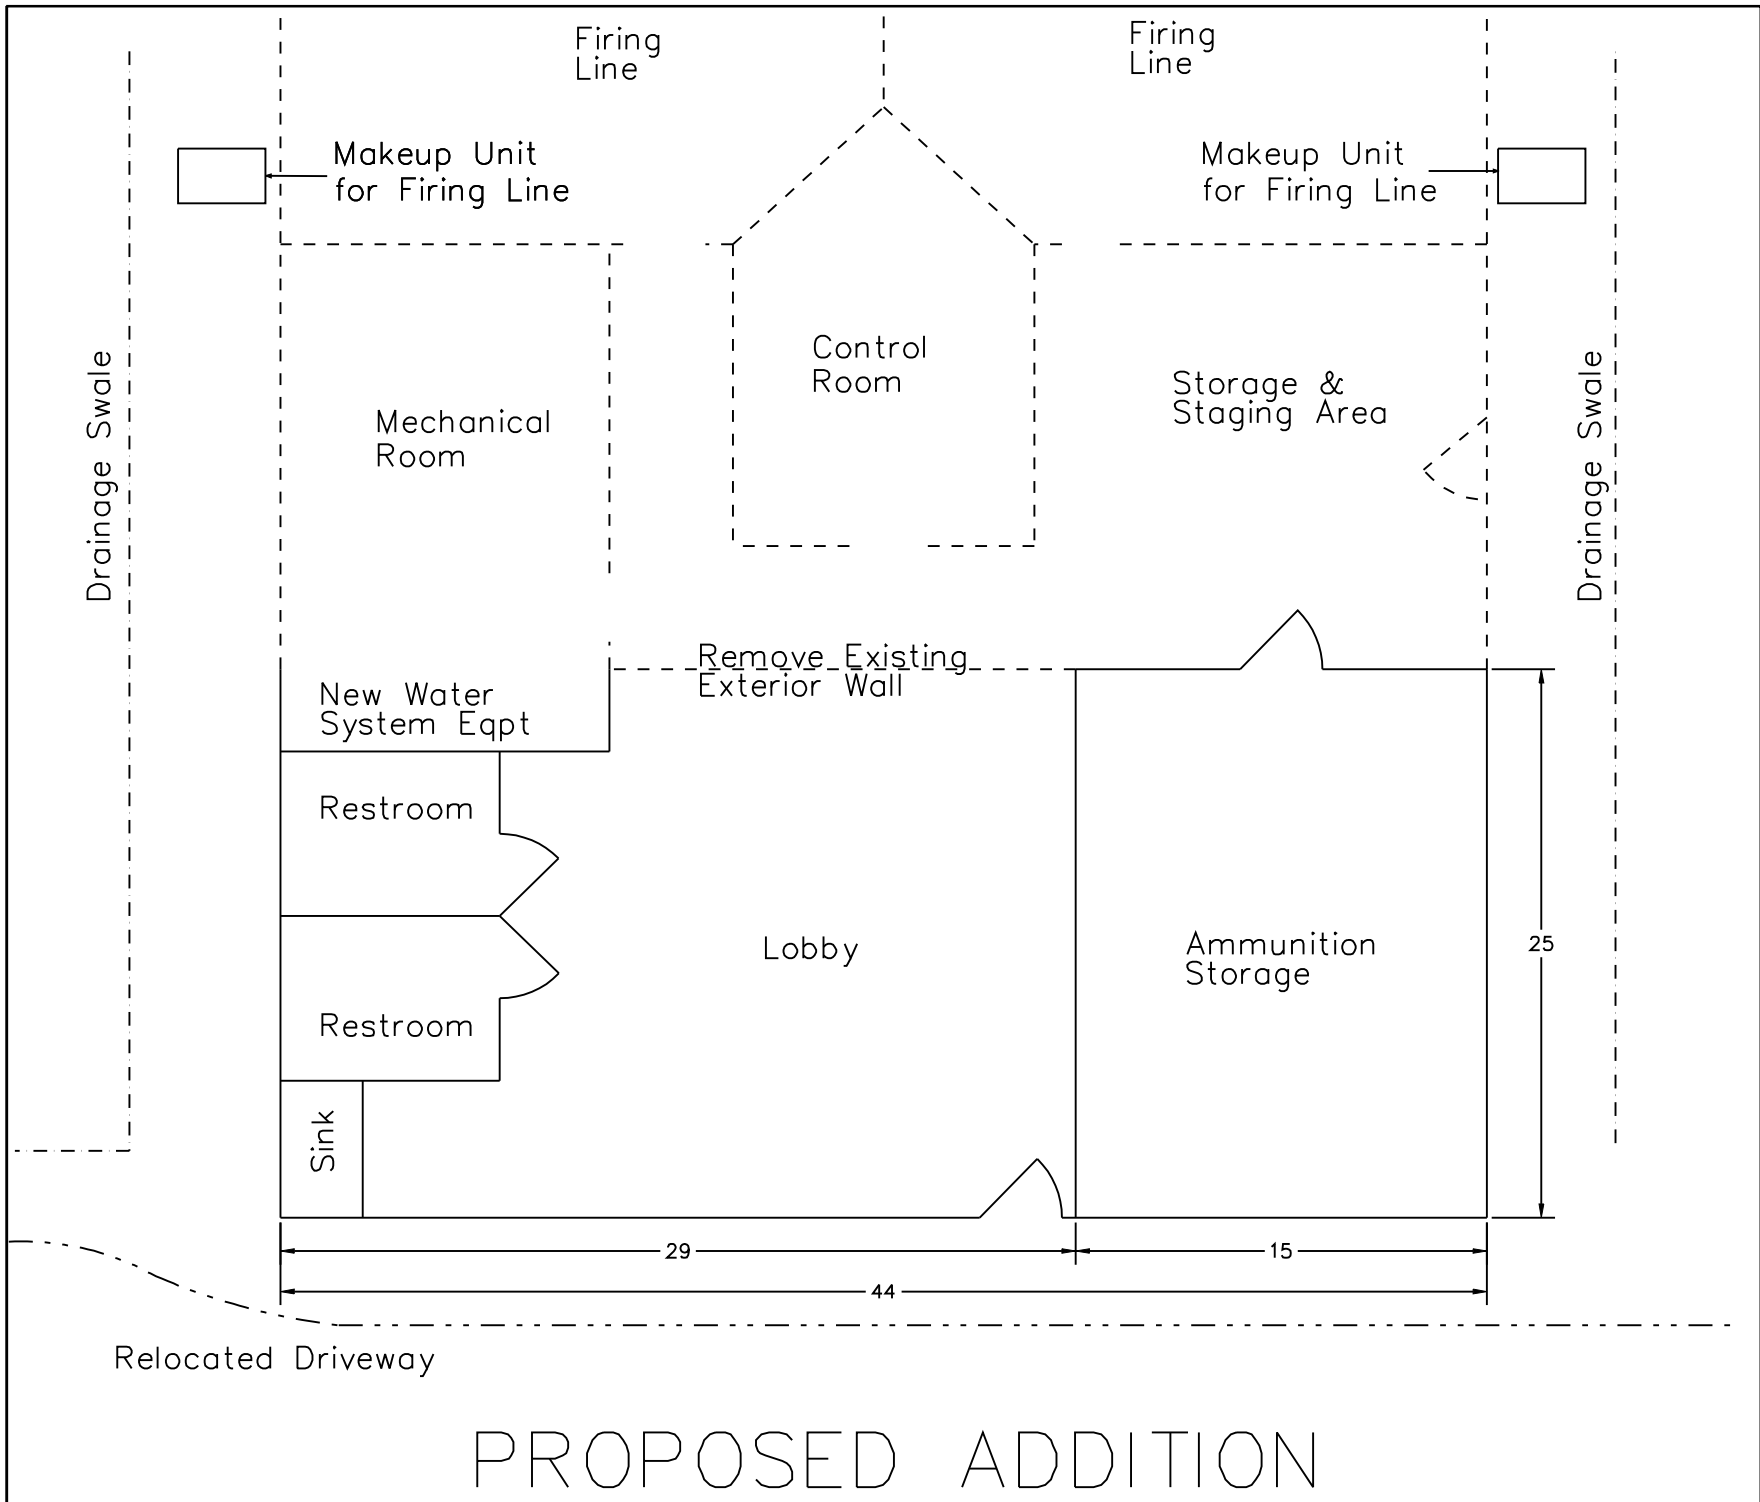 Firing
Line
Firing
Line
Makeup Unit
for Firing Line
Makeup Unit
for Firing Line
Drainage Swale
Mechanical
Room
Control
Room
Storage &
Staging Area
Drainage Swale
Remove Existing
Exterior Wall
New Water
System Eqpt
Restroom
Lobby
Ammunition
Storage
25
Restroom
Sink
29
15
44
Relocated Driveway
PROPOSED ADDITION